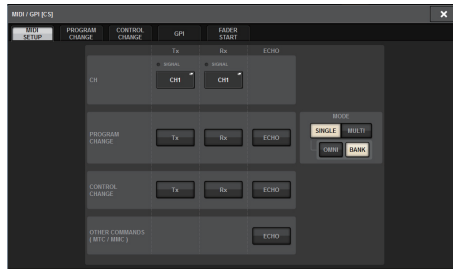 MIDI / GPI [CS]
MIDI SETUP
PROGRAM CHANGE
CONTROL CHANGE
GPI
FADER START
Tx Rx ECHO
SIGNAL SIGNAL
CH CH1 CH1
MODE
PROGRAM CHANGE Tx Rx ECHO
SINGLE MULTI
OMNI BANK
CONTROL CHANGE Tx Rx ECHO
OTHER COMMANDS
( MTC / MMC ) ECHO